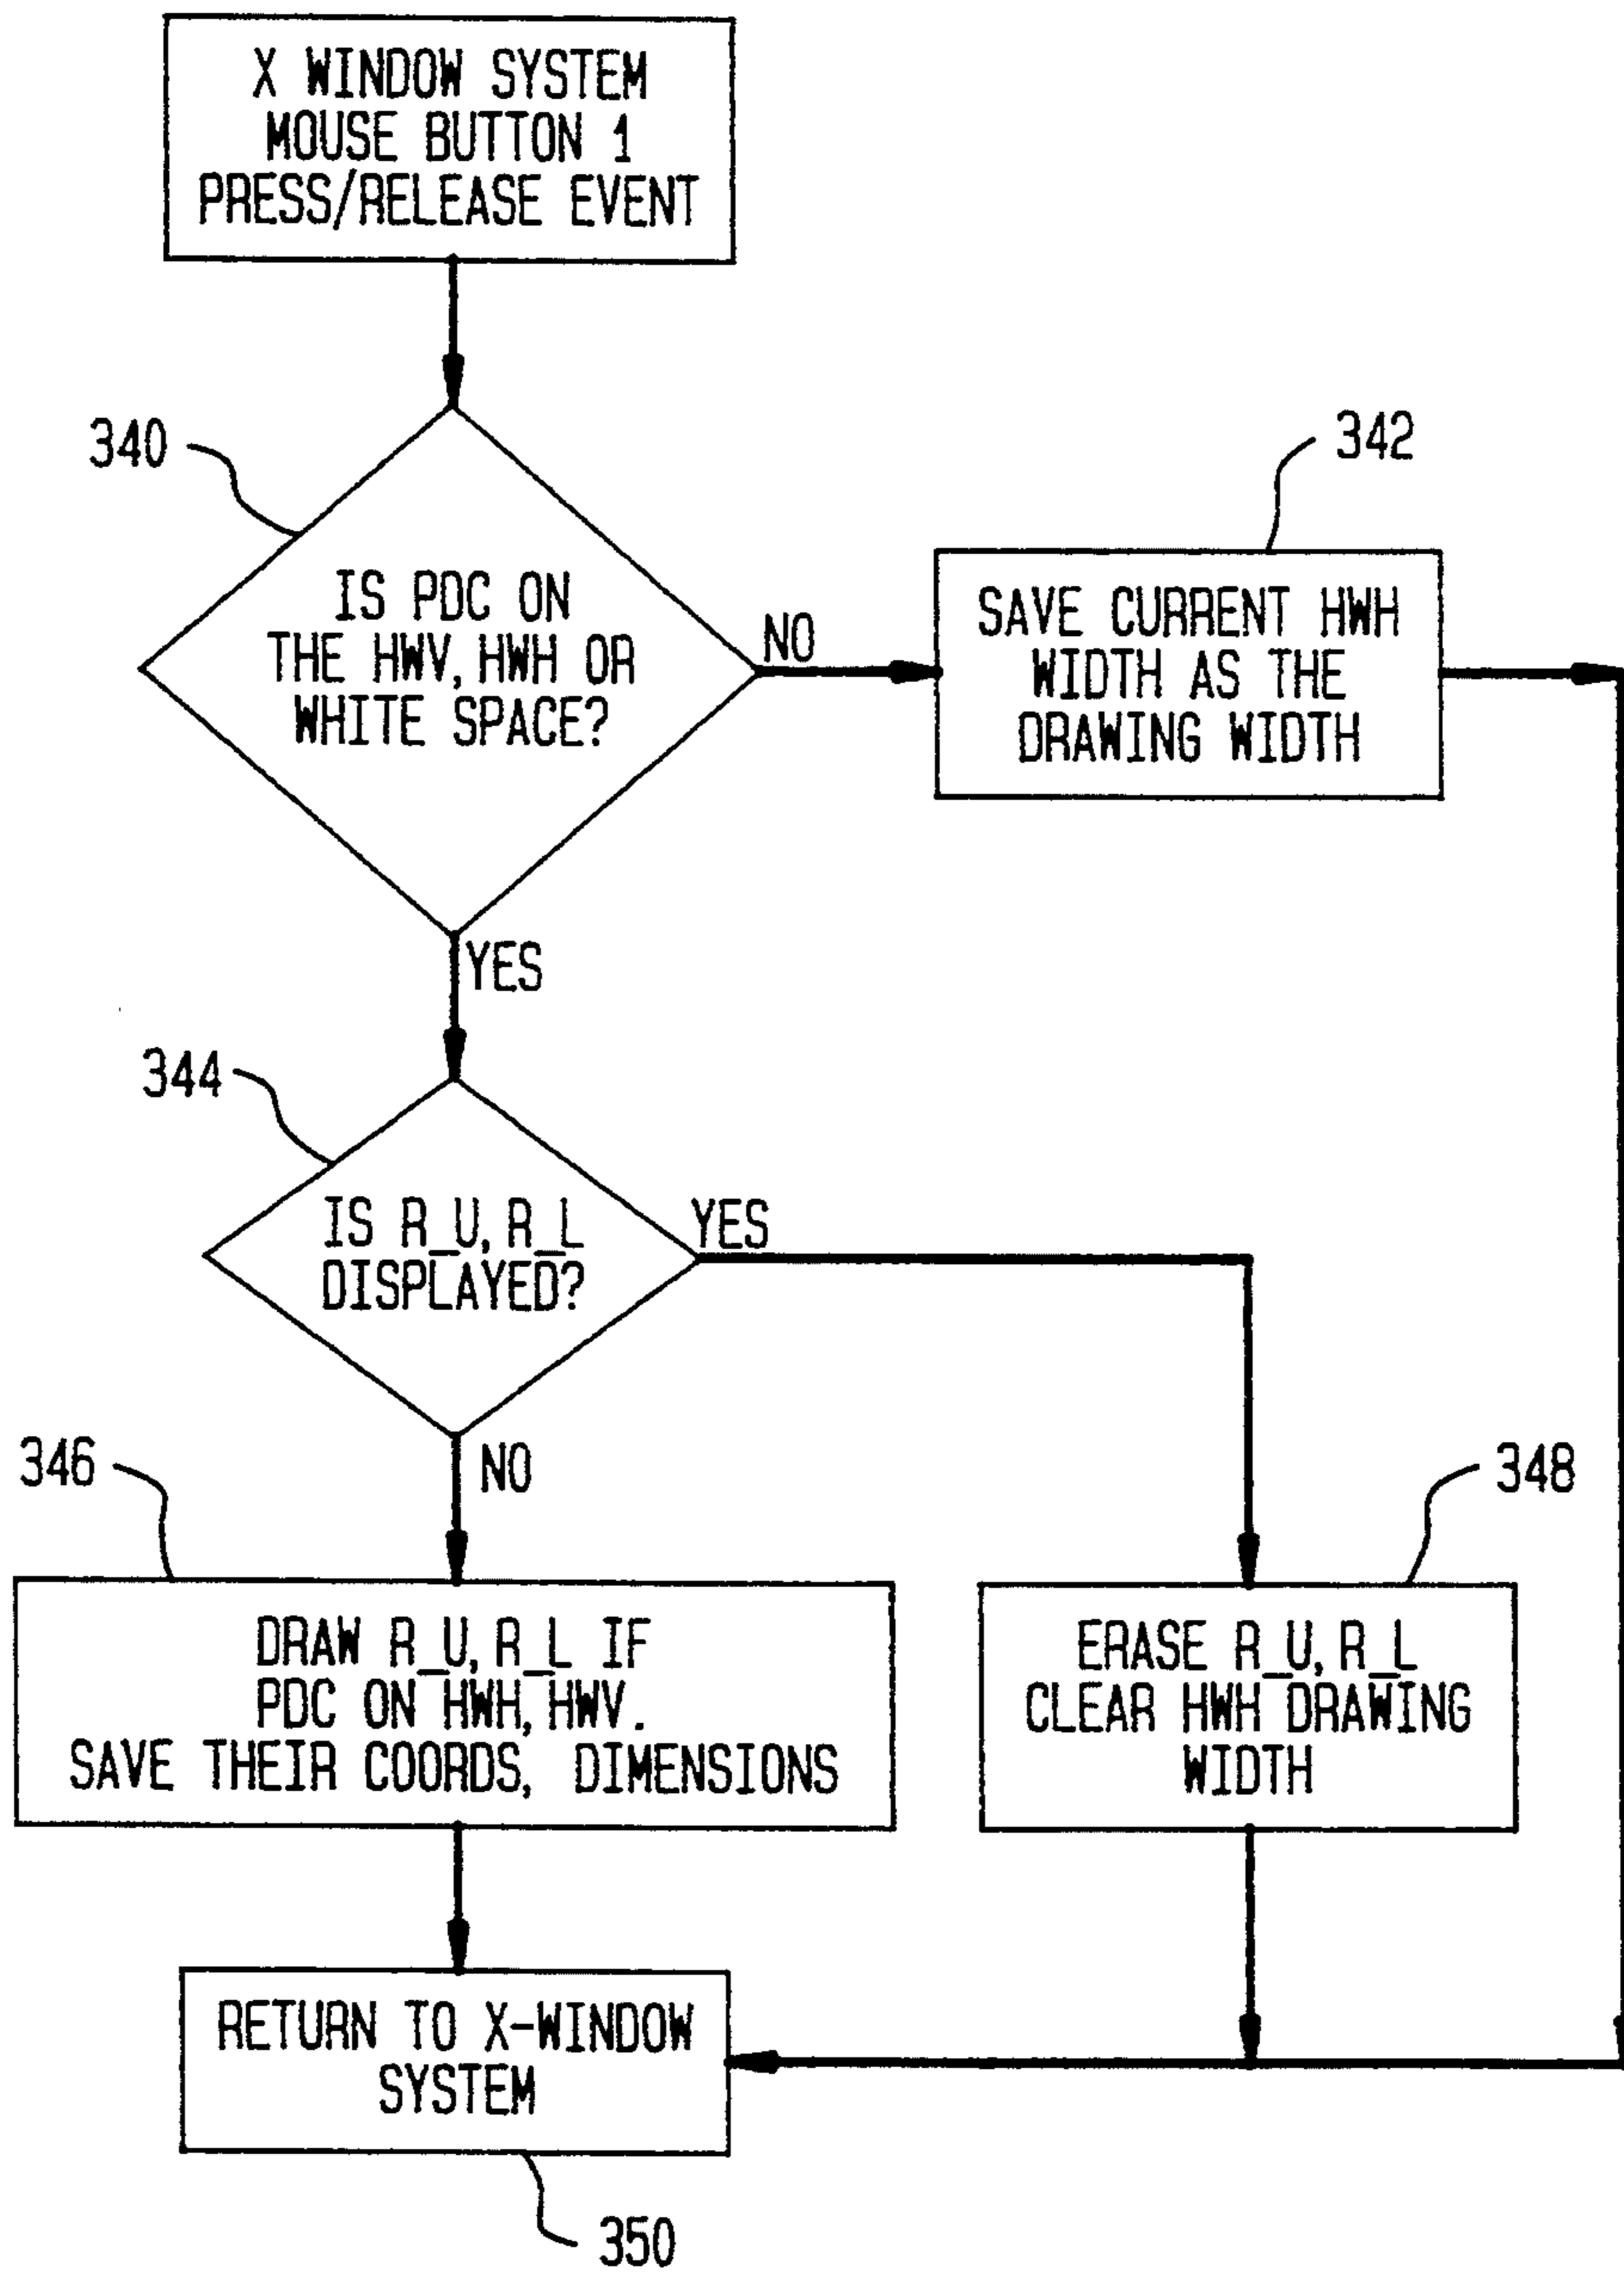 X WINDOW SYSTEM
MOUSE BUTTON 1
PRESS/RELEASE EVENT
340
IS PDC ON
THE HWV, HWH OR
WHITE SPACE?
NO
342
SAVE CURRENT HWH
WIDTH AS THE
DRAWING WIDTH
YES
344
IS R_U, R_L
DISPLAYED?
YES
NO
346
DRAW R_U, R_L IF
PDC ON HWH, HWV.
SAVE THEIR COORDS, DIMENSIONS
348
ERASE R_U, R_L
CLEAR HWH DRAWING
WIDTH
RETURN TO X-WINDOW
SYSTEM
350